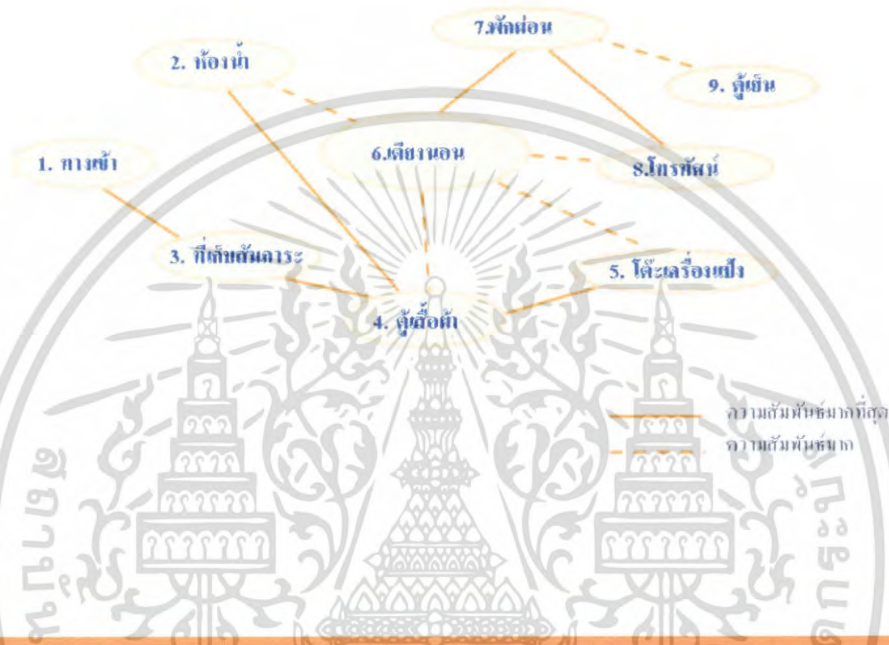 7.พักผ่อน
2. ห้องน้ำ
9. ตู้เย็น
1. ทางเข้า
6.เตียงนอน
8.โทรทัศน์
3. ที่เก็บสัมภาระ
5. โต๊ะเครื่องแป้ง
4. ตู้เสื้อผ้า
ความสัมพันธ์มากที่สุด
ความสัมพันธ์มาก